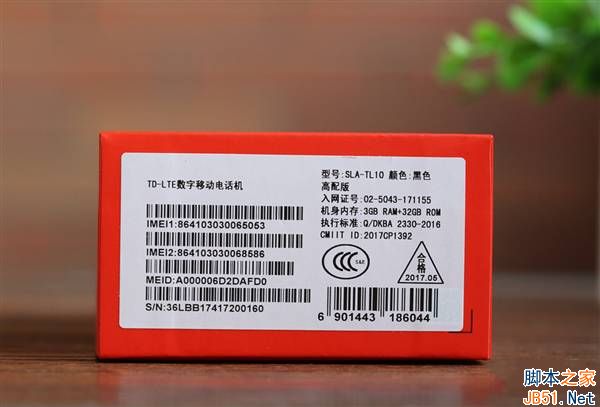 TD-LTE数字移动电话机
IMEI1:864103030065053
IMEI2:864103030068586
MEID:A000006D2DAFD0
S/N:36LBB17417200160
型号:SLA-TL10 颜色:黑色
高配版
入网证号:02-5043-171155
机身内存:3GB RAM+32GB ROM
执行标准:Q/DKBA 2330-2016
CMIIT ID:2017CP1392
CCC S&E
合格
2017.05
6 901443 186044
脚本之家
JB51.Net